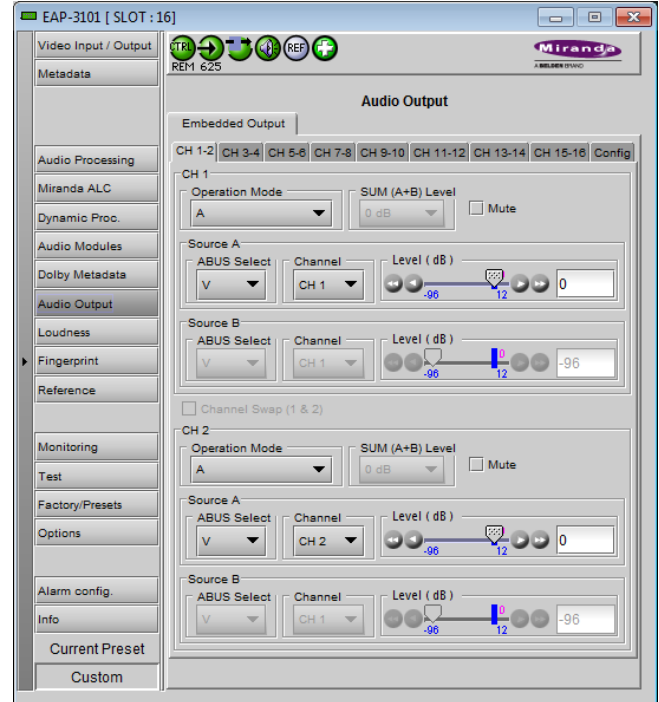 EAP-3101 [ SLOT : 16]
Video Input / Output
Metadata
Audio Processing
Miranda ALC
Dynamic Proc.
Audio Modules
Dolby Metadata
Audio Output
Loudness
Fingerprint
Reference
Monitoring
Test
Factory/Presets
Options
Alarm config.
Info
Current Preset
Custom
CTRL REF
REM 625
Miranda
A BELDEN BRAND
Audio Output
Embedded Output
CH 1-2 CH 3-4 CH 5-6 CH 7-8 CH 9-10 CH 11-12 CH 13-14 CH 15-16 Config
CH 1
Operation Mode SUM (A+B) Level
A 0 dB Mute
Source A
ABUS Select Channel Level ( dB )
V CH 1 0
-96 12
Source B
ABUS Select Channel Level ( dB )
V CH 1 0 -96
-96 12
Channel Swap (1 & 2)
CH 2
Operation Mode SUM (A+B) Level
A 0 dB Mute
Source A
ABUS Select Channel Level ( dB )
V CH 2 0
-96 12
Source B
ABUS Select Channel Level ( dB )
V CH 1 0 -96
-96 12